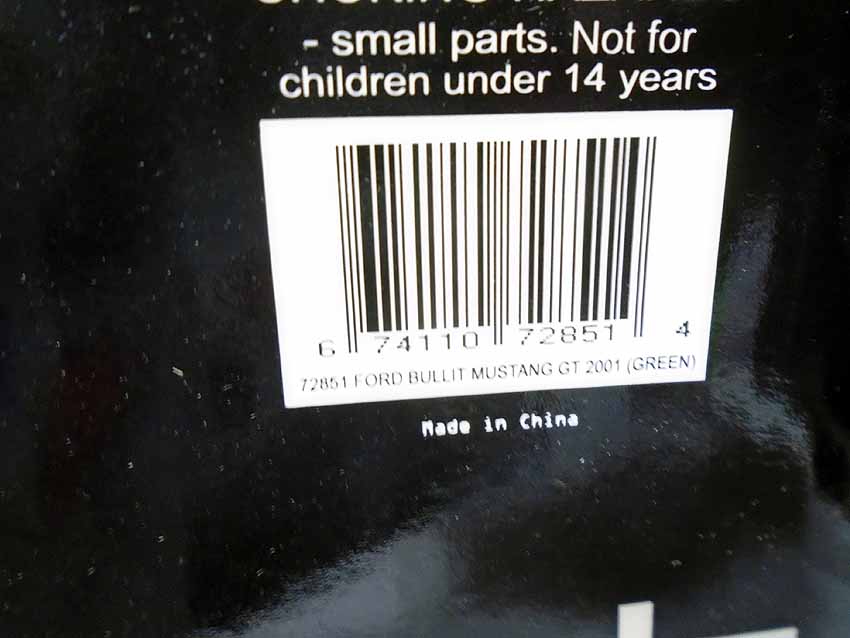 - small parts. Not for
children under 14 years
6 74110 72851 4
72851 FORD BULLIT MUSTANG GT 2001 (GREEN)
Made in China